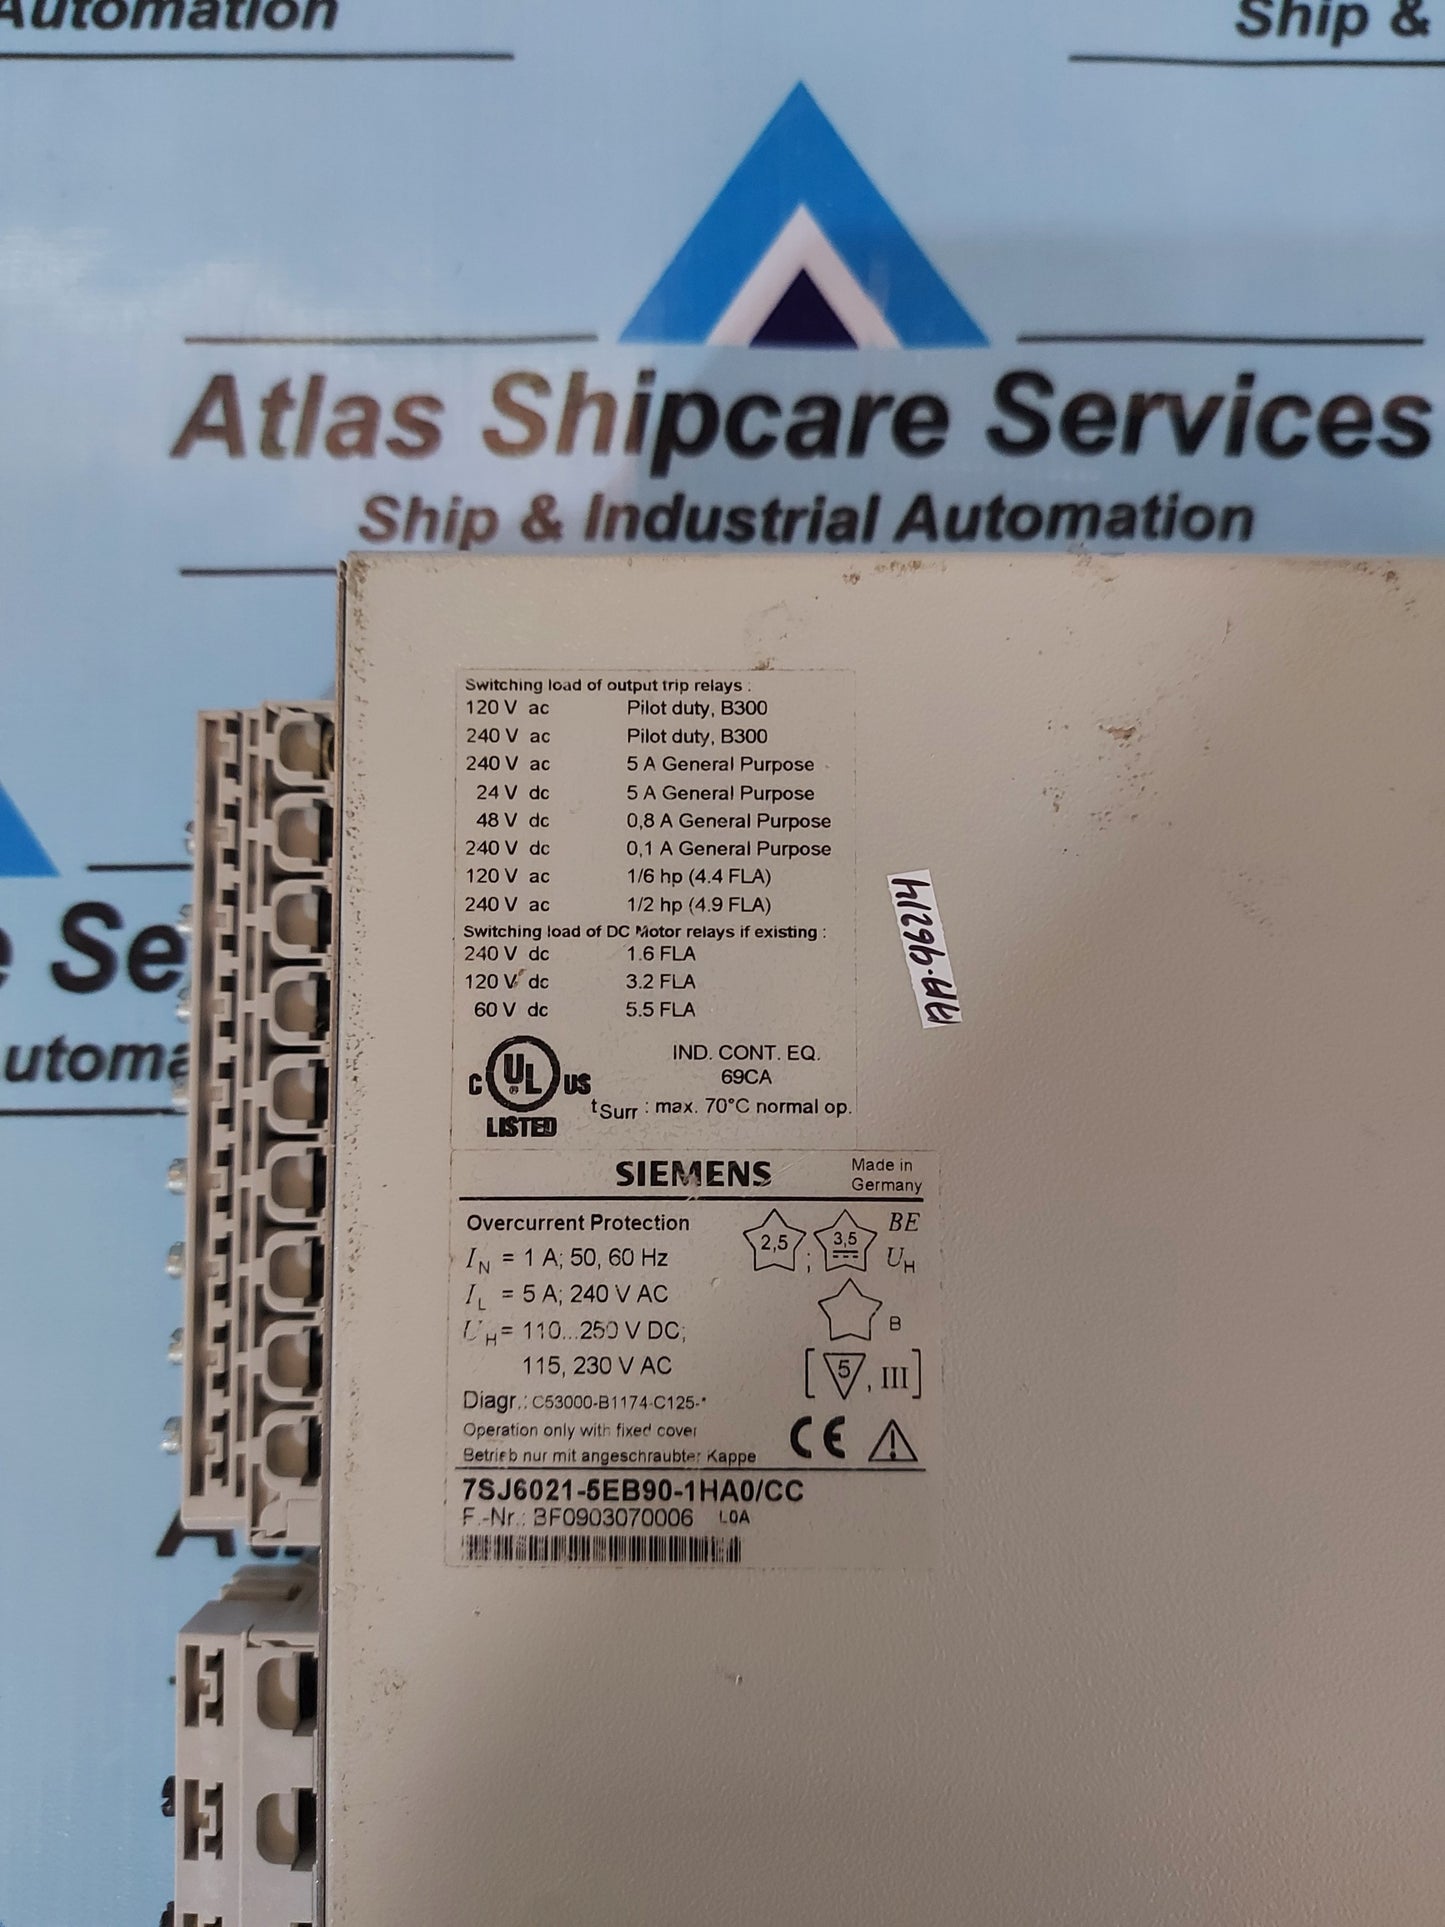 Automation
Ship &
Atlas Shipcare Services
Ship & Industrial Automation
Switching load of output trip relays :
120 V ac Pilot duty, B300
240 V ac Pilot duty, B300
240 V ac 5 A General Purpose
24 V dc 5 A General Purpose
48 V dc 0,8 A General Purpose
240 V dc 0,1 A General Purpose
120 V ac 1/6 hp (4.4 FLA)
240 V ac 1/2 hp (4.9 FLA)
Switching load of DC Motor relays if existing :
240 V dc 1.6 FLA
120 V dc 3.2 FLA
60 V dc 5.5 FLA
C UL ® US
LISTED
IND. CONT. EQ.
69CA
tSurr : max. 70°C normal op.
SIEMENS
Made in
Germany
Overcurrent Protection
IN = 1 A; 50, 60 Hz
IL = 5 A; 240 V AC
UH = 110...250 V DC;
115, 230 V AC
2,5 ; 3,5 BE
UH
B
[ 5 , III ]
Diagr.: C53000-B1174-C125-*
Operation only with fixed cover
Betrieb nur mit angeschraubter Kappe
CE
7SJ6021-5EB90-1HA0/CC
F.-Nr.: BF0903070006 L0A
e Se
utoma